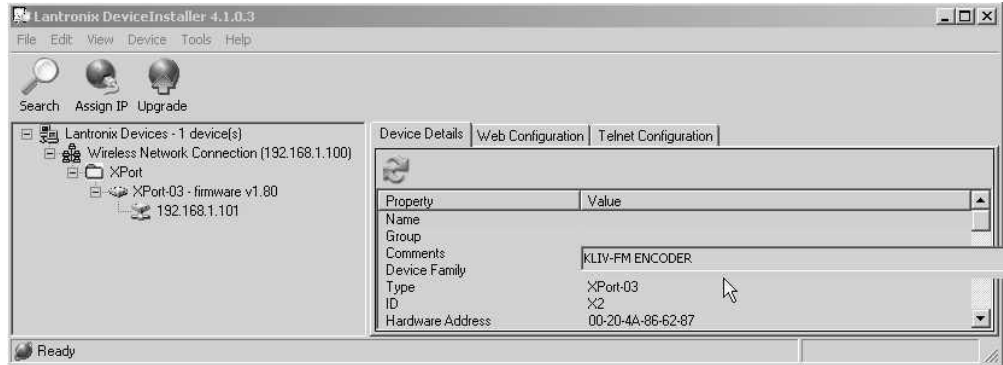 Lantronix DeviceInstaller 4.1.0.3
File Edit View Device Tools Help
Search Assign IP Upgrade
Lantronix Devices - 1 device(s)
Wireless Network Connection (192.168.1.100)
XPort
XPort-03 - firmware v1.80
192.168.1.101
Device Details Web Configuration Telnet Configuration
Property Value
Name
Group
Comments KLIV-FM ENCODER
Device Family
Type XPort-03
ID X2
Hardware Address 00-20-4A-86-62-87
Ready